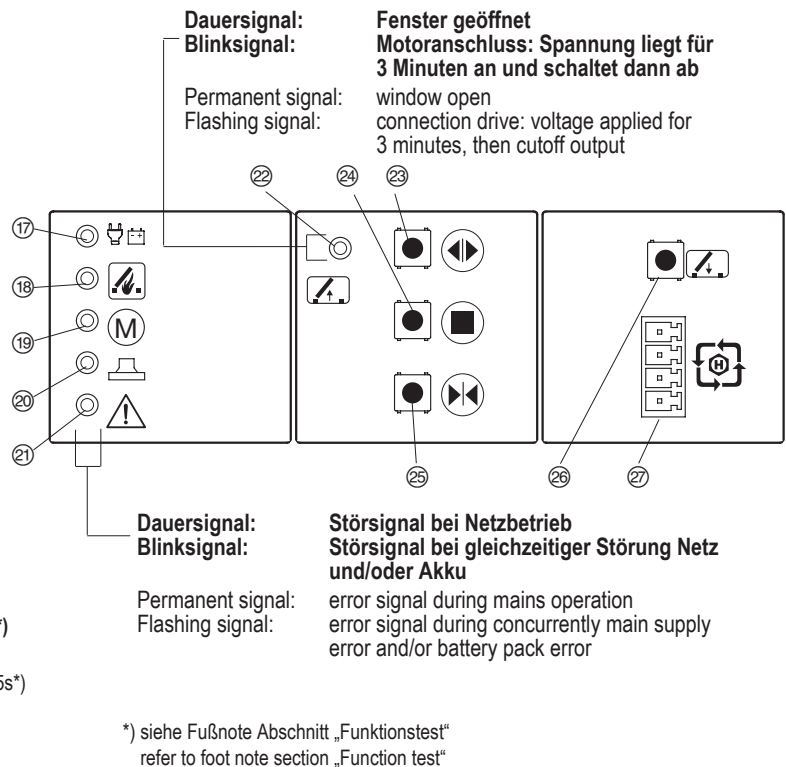 Dauersignal: Fenster geöffnet
Blinksignal: Motoranschluss: Spannung liegt für
3 Minuten an und schaltet dann ab
Permanent signal: window open
Flashing signal: connection drive: voltage applied for
3 minutes, then cutoff output
22 24 23
17
18
19 M
20
21
H
25 26 27
Dauersignal: Störsignal bei Netzbetrieb
Blinksignal: Störsignal bei gleichzeitiger Störung Netz
und/oder Akku
Permanent signal: error signal during mains operation
Flashing signal: error signal during concurrently main supply
error and/or battery pack error
*)
5s*)
*) siehe Fußnote Abschnitt „Funktionstest“
refer to foot note section „Function test“